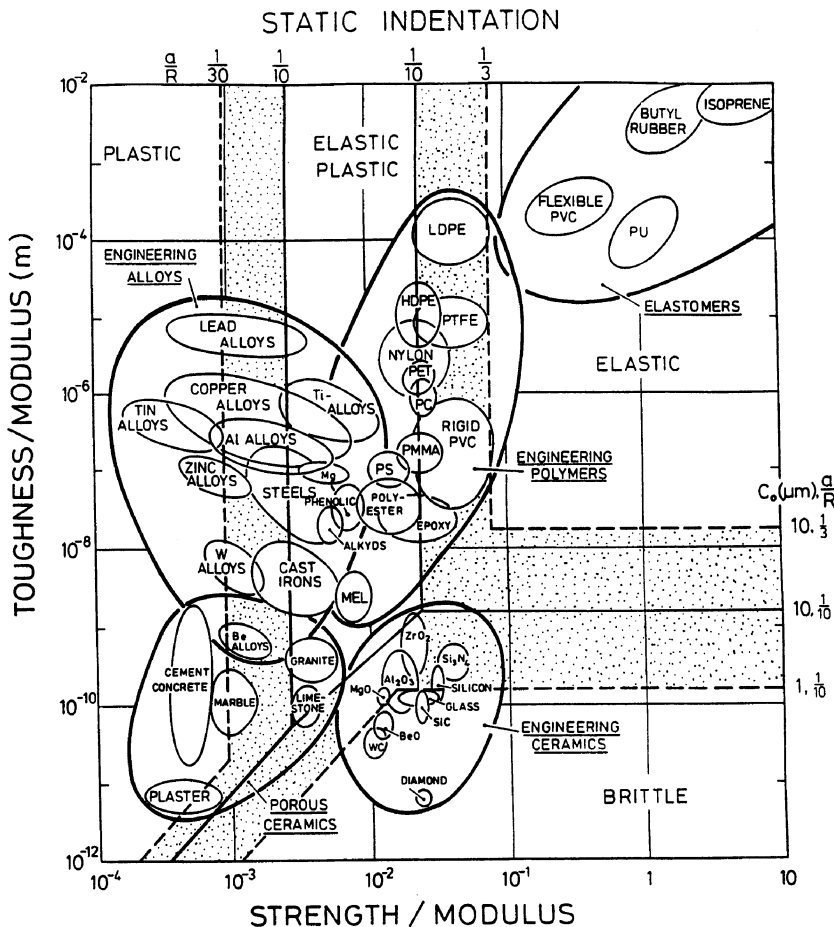 STATIC INDENTATION
a/R 1/30 1/10 1/10 1/3
10⁻²
PLASTIC
ELASTIC
PLASTIC
BUTYL
RUBBER
ISOPRENE
FLEXIBLE
PVC
PU
LDPE
10⁻⁴
ENGINEERING
ALLOYS
ELASTOMERS
HDPE
PTFE
LEAD
ALLOYS
NYLON
ELASTIC
PET
10⁻⁶
COPPER
ALLOYS
Ti-
ALLOYS
PC
TIN
ALLOYS
Al ALLOYS
RIGID
PVC
PMMA
ENGINEERING
POLYMERS
ZINC
ALLOYS
Mg
PS
STEELS
PHENOLIC
POLY-
ESTER
EPOXY
ALKYDS
C₀(μm), a/R
10, 1/3
10⁻⁸
W
ALLOYS
CAST
IRONS
MEL
10, 1/10
Be
ALLOYS
ZrO₂
CEMENT
CONCRETE
GRANITE
Si₃N₄
Al₂O₃
MgO
SILICON
1, 1/10
10⁻¹⁰
MARBLE
LIME-
STONE
GLASS
SiC
BeO
WC
ENGINEERING
CERAMICS
DIAMOND
PLASTER
POROUS
CERAMICS
BRITTLE
10⁻¹²
10⁻⁴ 10⁻³ 10⁻² 10⁻¹ 1 10
STRENGTH / MODULUS
TOUGHNESS/MODULUS (m)